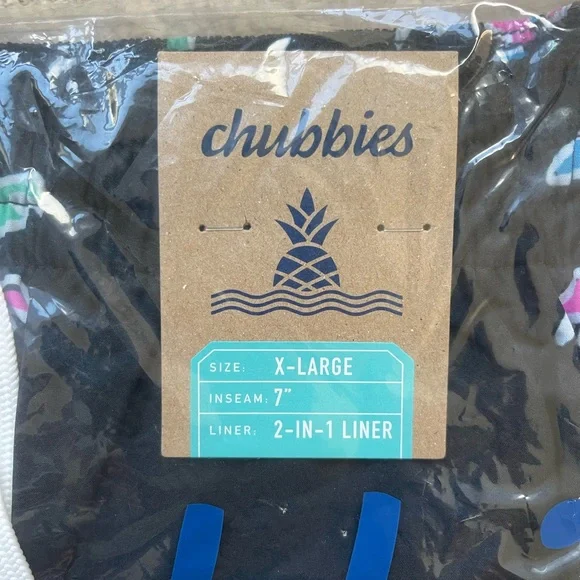 chubbies
SIZE: X-LARGE
INSEAM: 7"
LINER: 2-IN-1 LINER